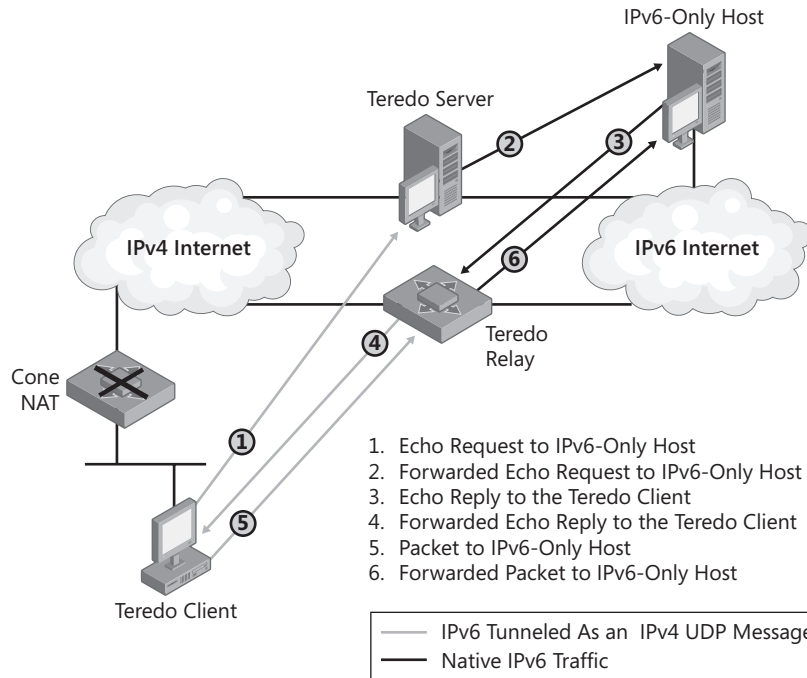 IPv6-Only Host
Teredo Server
2
3
IPv4 Internet
IPv6 Internet
6
4
Teredo
Relay
Cone
NAT
1
5
Teredo Client
1. Echo Request to IPv6-Only Host
2. Forwarded Echo Request to IPv6-Only Host
3. Echo Reply to the Teredo Client
4. Forwarded Echo Reply to the Teredo Client
5. Packet to IPv6-Only Host
6. Forwarded Packet to IPv6-Only Host
IPv6 Tunneled As an IPv4 UDP Message
Native IPv6 Traffic